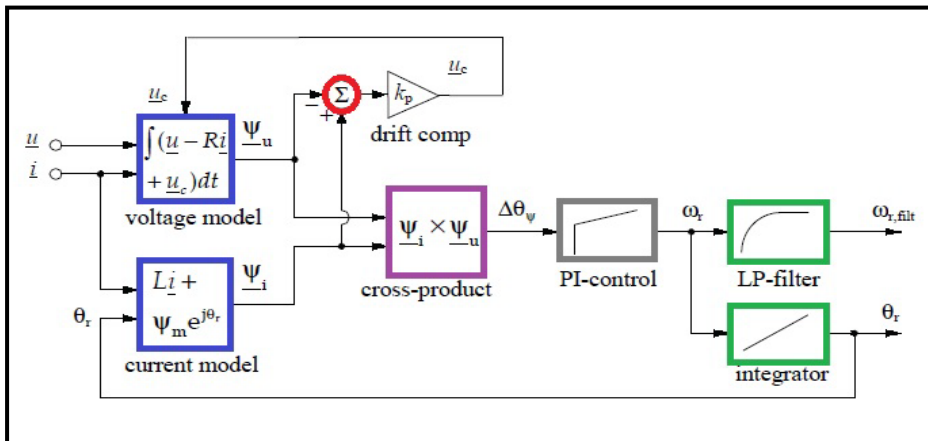 u_c
u_c
Σ
−
+
k_p
drift comp
u
i
∫(u − Ri
+ u_c)dt
Ψ_u
voltage model
Li +
ψ_m e^jθ_r
Ψ_i
θ_r
current model
Ψ_i × Ψ_u
cross-product
Δθ_ψ
PI-control
ω_r
LP-filter
ω_r,filt
integrator
θ_r